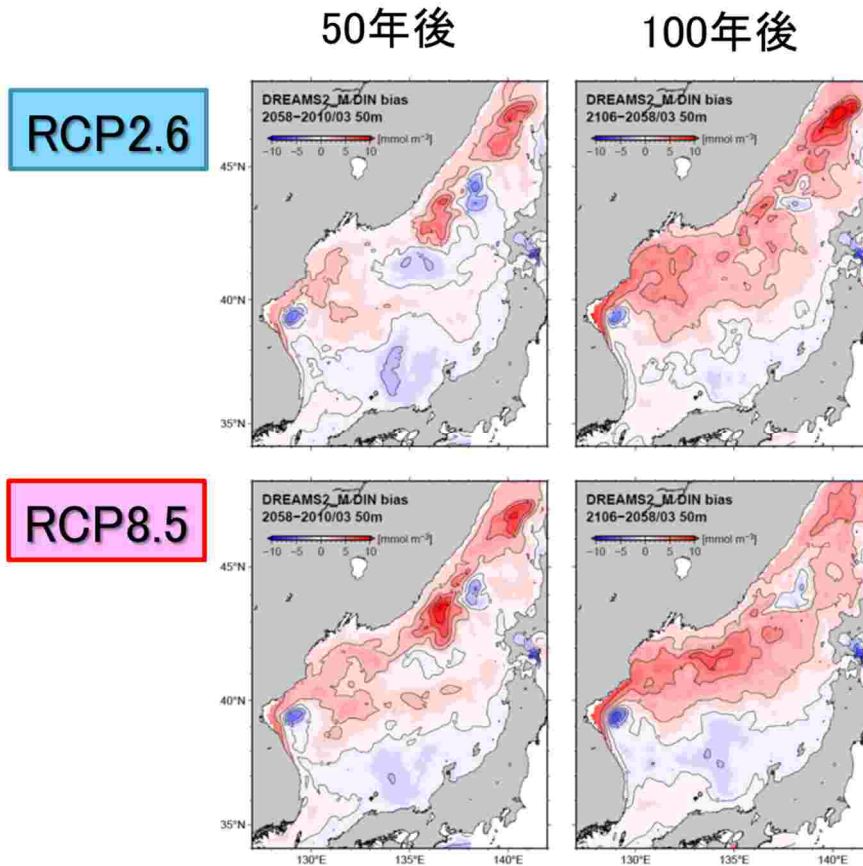 50年後
100年後
RCP2.6
DREAMS2_M DIN bias
2058-2010/03 50m
[mmol m⁻³]
-10 -5 0 5 10
DREAMS2_M DIN bias
2106-2058/03 50m
[mmol m⁻³]
-10 -5 0 5 10
45°N
40°N
35°N
RCP8.5
DREAMS2_M DIN bias
2058-2010/03 50m
[mmol m⁻³]
-10 -5 0 5 10
DREAMS2_M DIN bias
2106-2058/03 50m
[mmol m⁻³]
-10 -5 0 5 10
45°N
40°N
35°N
130°E 135°E 140°E
130°E 135°E 140°E